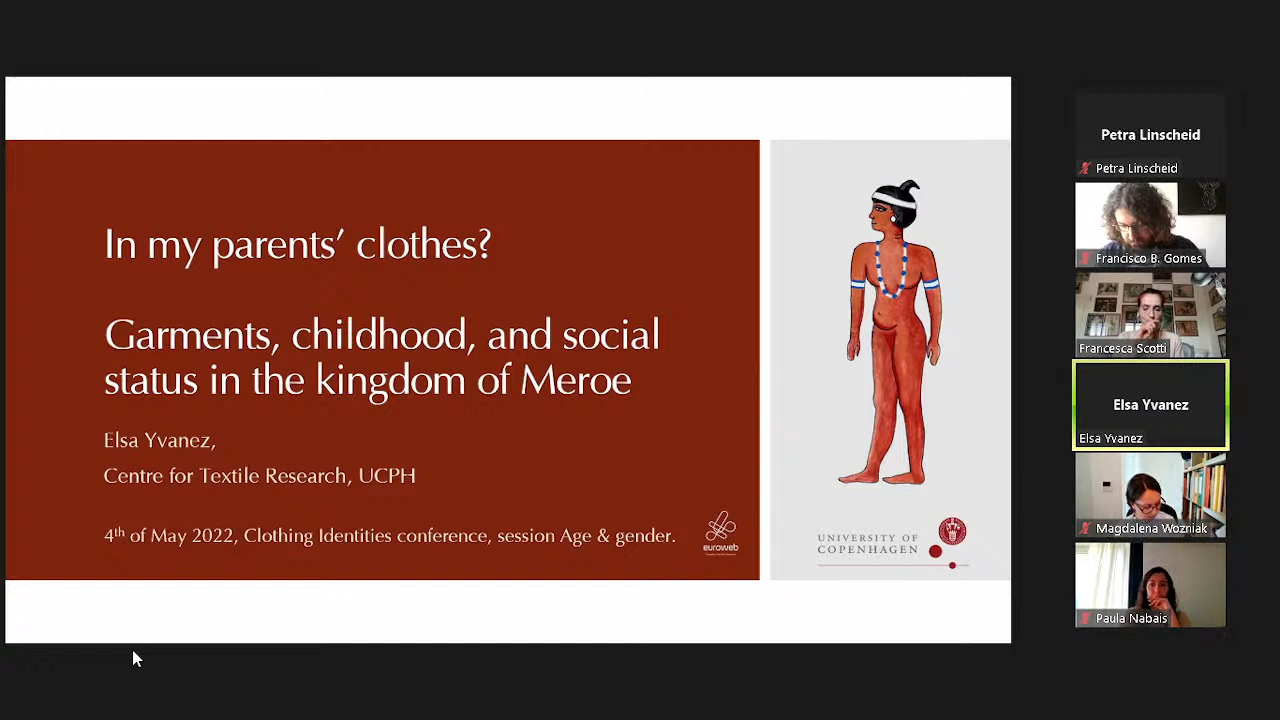 In my parents' clothes?
Garments, childhood, and social
status in the kingdom of Meroe
Elsa Yvanez,
Centre for Textile Research, UCPH
4th of May 2022, Clothing Identities conference, session Age & gender.
euroweb
UNIVERSITY OF
COPENHAGEN
Petra Linscheid
Petra Linscheid
Francisco B. Gomes
Francesca Scotti
Elsa Yvanez
Elsa Yvanez
Magdalena Wozniak
Paula Nabais